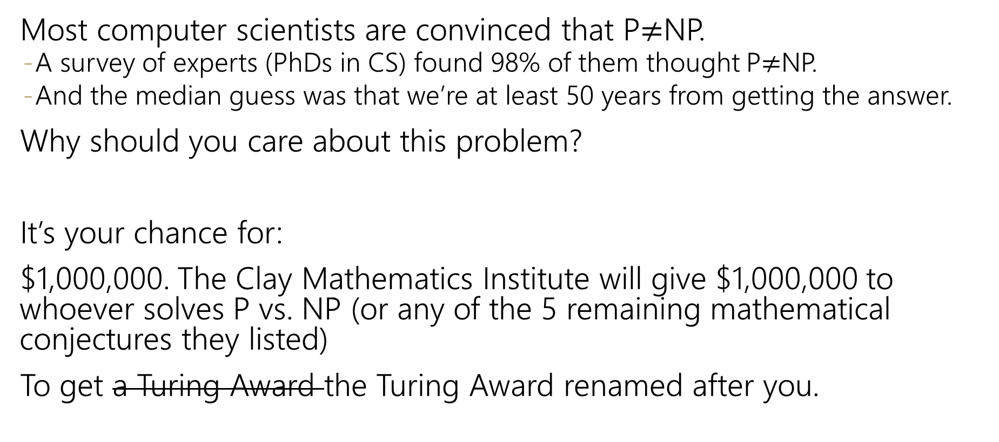 Most computer scientists are convinced that P≠NP.
-A survey of experts (PhDs in CS) found 98% of them thought P≠NP.
-And the median guess was that we’re at least 50 years from getting the answer.
Why should you care about this problem?
It’s your chance for:
$1,000,000. The Clay Mathematics Institute will give $1,000,000 to
whoever solves P vs. NP (or any of the 5 remaining mathematical
conjectures they listed)
To get a Turing Award the Turing Award renamed after you.